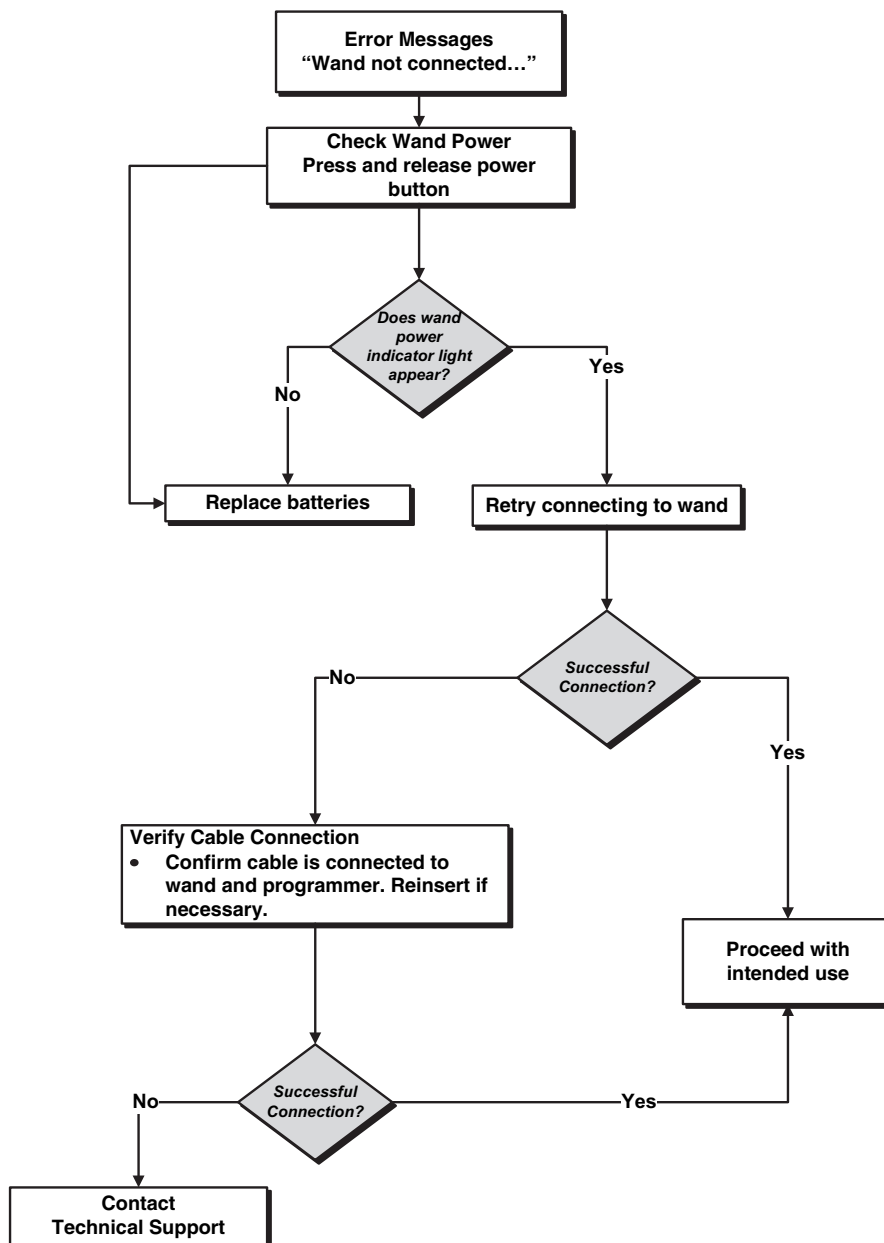 Error Messages
“Wand not connected…”
Check Wand Power
Press and release power
button
Does wand
power
indicator light
appear?
No
Yes
Replace batteries
Retry connecting to wand
Successful
Connection?
No
Yes
Verify Cable Connection
• Confirm cable is connected to
wand and programmer. Reinsert if
necessary.
Proceed with
intended use
Successful
Connection?
No
Yes
Contact
Technical Support